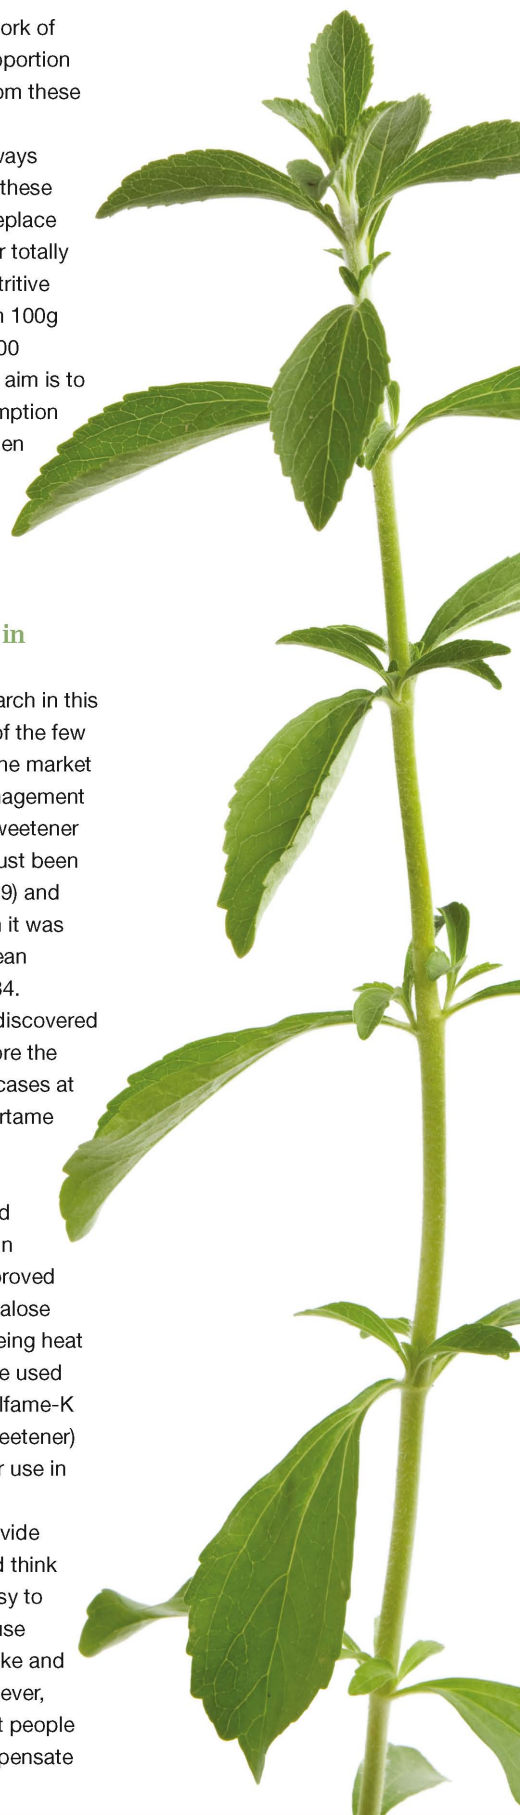 ork of
portion
om these
ways
these
eplace
r totally
tritive
n 100g
00
aim is to
mption
en
in
arch in this
of the few
he market
nagement
weetener
ust been
9) and
it was
ean
34.
discovered
ore the
cases at
rtame
d
n
proved
alose
eing heat
e used
lfame-K
eetener)
r use in
vide
d think
sy to
use
ke and
ever,
t people
pensate